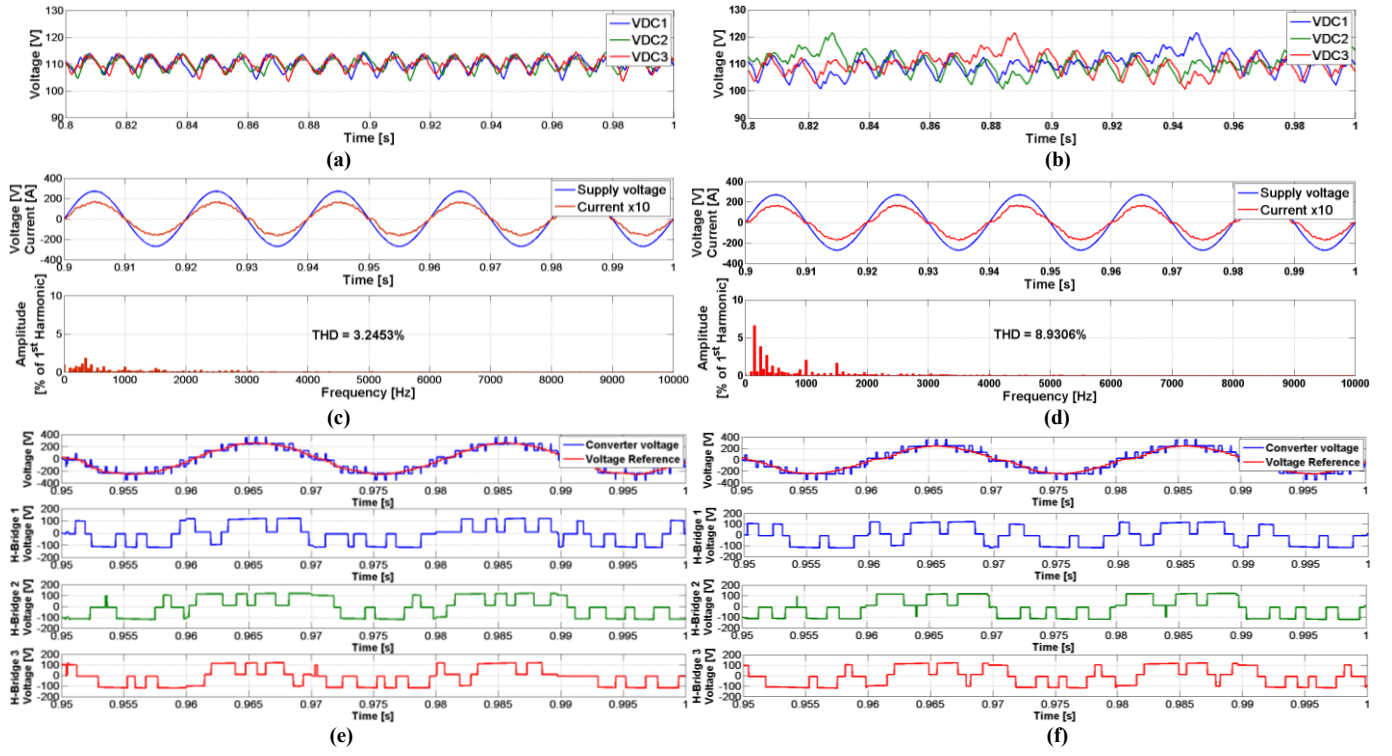 130
120
110
100
90
Voltage [V]
VDC1
VDC2
VDC3
0.8 0.82 0.84 0.86 0.88 0.9 0.92 0.94 0.96 0.98 1
Time [s]
(a)
130
120
110
100
90
Voltage [V]
VDC1
VDC2
VDC3
0.8 0.82 0.84 0.86 0.88 0.9 0.92 0.94 0.96 0.98 1
Time [s]
(b)
400
200
0
-200
-400
Voltage [V]
Current [A]
Supply voltage
Current x10
0.9 0.91 0.92 0.93 0.94 0.95 0.96 0.97 0.98 0.99 1
Time [s]
10
5
0
Amplitude
[% of 1st Harmonic]
THD = 3.2453%
0 1000 2000 3000 4000 5000 6000 7000 8000 9000 10000
Frequency [Hz]
(c)
400
200
0
-200
-400
Voltage [V]
Current [A]
Supply voltage
Current x10
0.9 0.91 0.92 0.93 0.94 0.95 0.96 0.97 0.98 0.99 1
Time [s]
10
5
0
Amplitude
[% of 1st Harmonic]
THD = 8.9306%
0 1000 2000 3000 4000 5000 6000 7000 8000 9000 10000
Frequency [Hz]
(d)
400
200
0
-200
-400
Voltage [V]
Converter voltage
Voltage Reference
0.95 0.955 0.96 0.965 0.97 0.975 0.98 0.985 0.99 0.995 1
Time [s]
200
100
0
-100
-200
H-Bridge 1
Voltage [V]
0.95 0.955 0.96 0.965 0.97 0.975 0.98 0.985 0.99 0.995 1
Time [s]
200
100
0
-100
-200
H-Bridge 2
Voltage [V]
0.95 0.955 0.96 0.965 0.97 0.975 0.98 0.985 0.99 0.995 1
Time [s]
200
100
0
-100
-200
H-Bridge 3
Voltage [V]
0.95 0.955 0.96 0.965 0.97 0.975 0.98 0.985 0.99 0.995 1
Time [s]
(e)
400
200
0
-200
-400
Voltage [V]
Converter voltage
Voltage Reference
0.95 0.955 0.96 0.965 0.97 0.975 0.98 0.985 0.99 0.995 1
Time [s]
200
100
0
-100
-200
H-Bridge 1
Voltage [V]
0.95 0.955 0.96 0.965 0.97 0.975 0.98 0.985 0.99 0.995 1
Time [s]
200
100
0
-100
-200
H-Bridge 2
Voltage [V]
0.95 0.955 0.96 0.965 0.97 0.975 0.98 0.985 0.99 0.995 1
Time [s]
200
100
0
-100
-200
H-Bridge 3
Voltage [V]
0.95 0.955 0.96 0.965 0.97 0.975 0.98 0.985 0.99 0.995 1
Time [s]
(f)